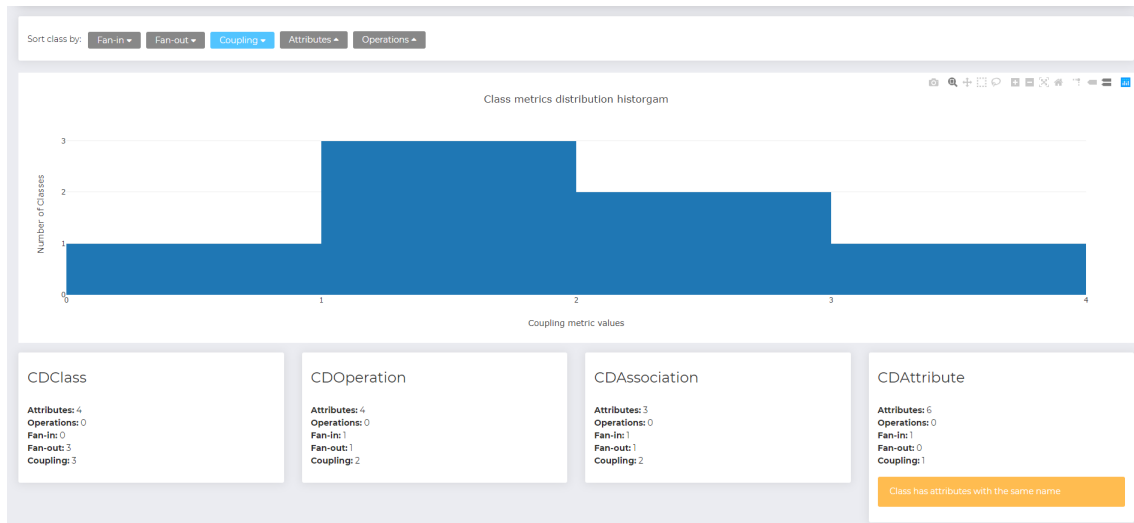 Sort class by: Fan-in Fan-out Coupling Attributes Operations
Class metrics distribution historgam
Number of Classes
3
2
1
0
0 1 2 3 4
Coupling metric values
CDClass
Attributes: 4
Operations: 0
Fan-in: 0
Fan-out: 3
Coupling: 3
CDOperation
Attributes: 4
Operations: 0
Fan-in: 1
Fan-out: 1
Coupling: 2
CDAssociation
Attributes: 3
Operations: 0
Fan-in: 1
Fan-out: 1
Coupling: 2
CDAttribute
Attributes: 6
Operations: 0
Fan-in: 1
Fan-out: 0
Coupling: 1
Class has attributes with the same name